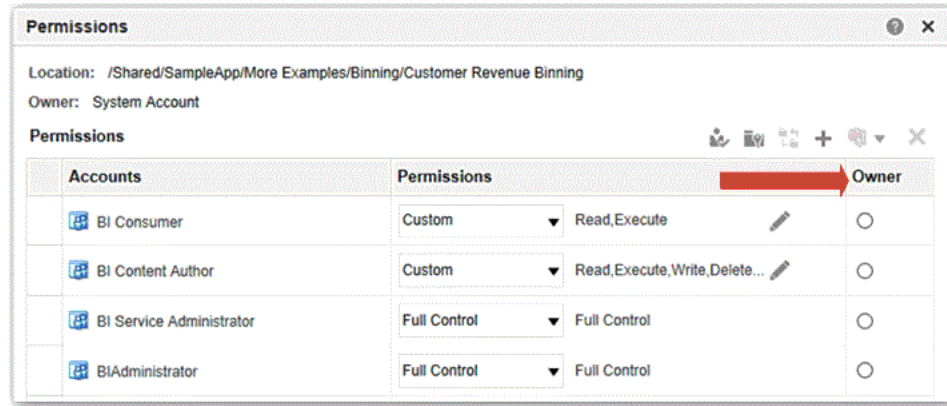 Permissions
Location: /Shared/SampleApp/More Examples/Binning/Customer Revenue Binning
Owner: System Account
Permissions
Accounts Permissions Owner
BI Consumer Custom Read,Execute
BI Content Author Custom Read,Execute,Write,Delete...
BI Service Administrator Full Control Full Control
BIAdministrator Full Control Full Control